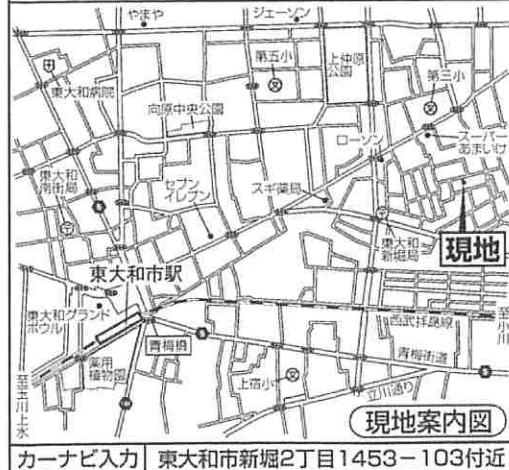 やまや
ジェーソン
第五小
上仲原
公園
第三小
東大和病院
向原中央公園
ローソン
スーパー
あまいけ
東大和
南街局
セブン
イレブン
スギ薬局
東大和
新堀局
現地
東大和市駅
東大和グランド
ボウル
西武拝島線
至小川
青梅橋
青梅街道
薬用
植物園
上宿小
立川通り
至玉川上水
現地案内図
カーナビ入力 東大和市新堀2丁目1453−103付近